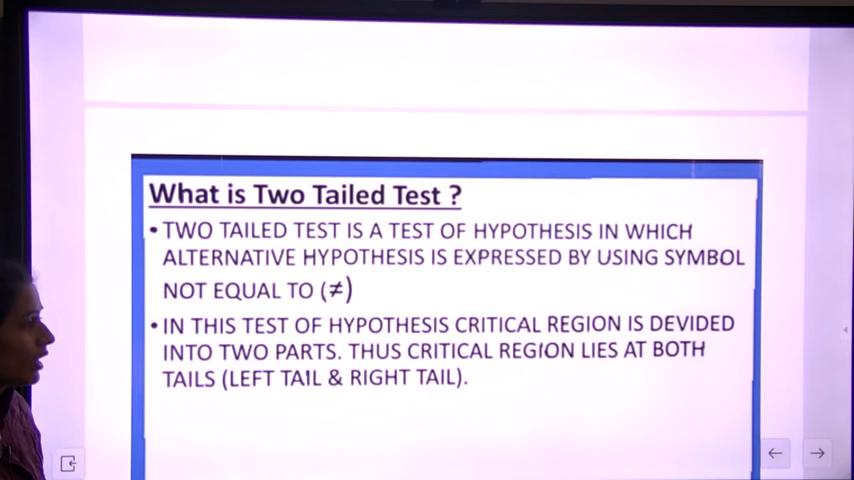 What is Two Tailed Test ?
• TWO TAILED TEST IS A TEST OF HYPOTHESIS IN WHICH
ALTERNATIVE HYPOTHESIS IS EXPRESSED BY USING SYMBOL
NOT EQUAL TO (≠)
• IN THIS TEST OF HYPOTHESIS CRITICAL REGION IS DEVIDED
INTO TWO PARTS. THUS CRITICAL REGION LIES AT BOTH
TAILS (LEFT TAIL & RIGHT TAIL).